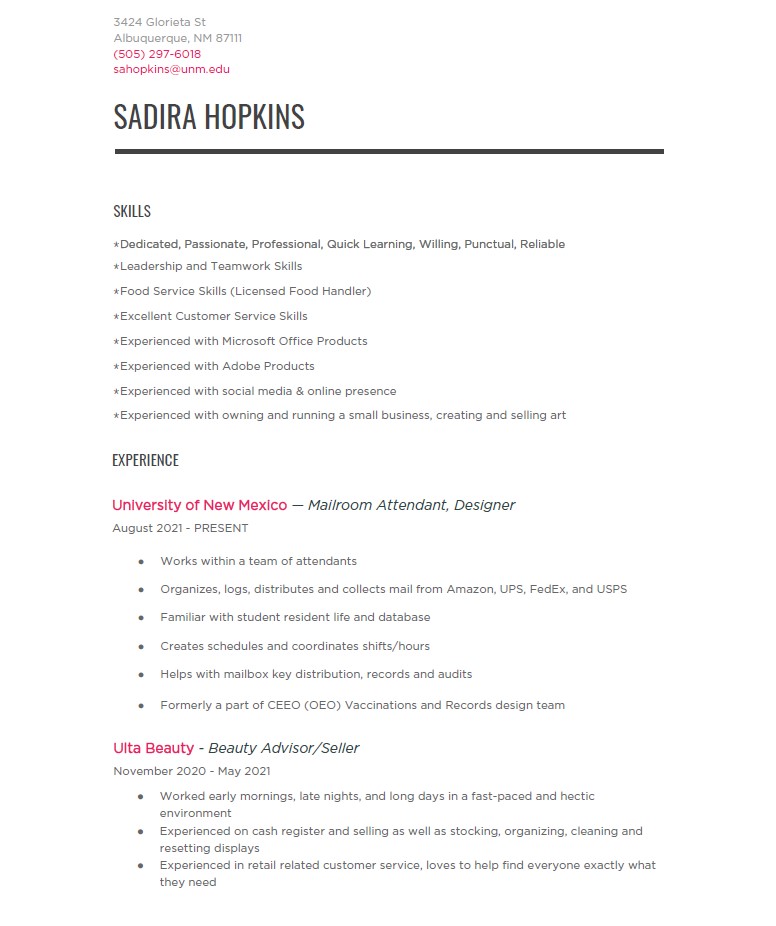 3424 Glorieta St
Albuquerque, NM 87111
(505) 297-6018
sahopkins@unm.edu
SADIRA HOPKINS
SKILLS
*Dedicated, Passionate, Professional, Quick Learning, Willing, Punctual, Reliable
*Leadership and Teamwork Skills
*Food Service Skills (Licensed Food Handler)
*Excellent Customer Service Skills
*Experienced with Microsoft Office Products
*Experienced with Adobe Products
*Experienced with social media & online presence
*Experienced with owning and running a small business, creating and selling art
EXPERIENCE
University of New Mexico — Mailroom Attendant, Designer
August 2021 - PRESENT
● Works within a team of attendants
● Organizes, logs, distributes and collects mail from Amazon, UPS, FedEx, and USPS
● Familiar with student resident life and database
● Creates schedules and coordinates shifts/hours
● Helps with mailbox key distribution, records and audits
● Formerly a part of CEEO (OEO) Vaccinations and Records design team
Ulta Beauty - Beauty Advisor/Seller
November 2020 - May 2021
● Worked early mornings, late nights, and long days in a fast-paced and hectic
environment
● Experienced on cash register and selling as well as stocking, organizing, cleaning and
resetting displays
● Experienced in retail related customer service, loves to help find everyone exactly what
they need